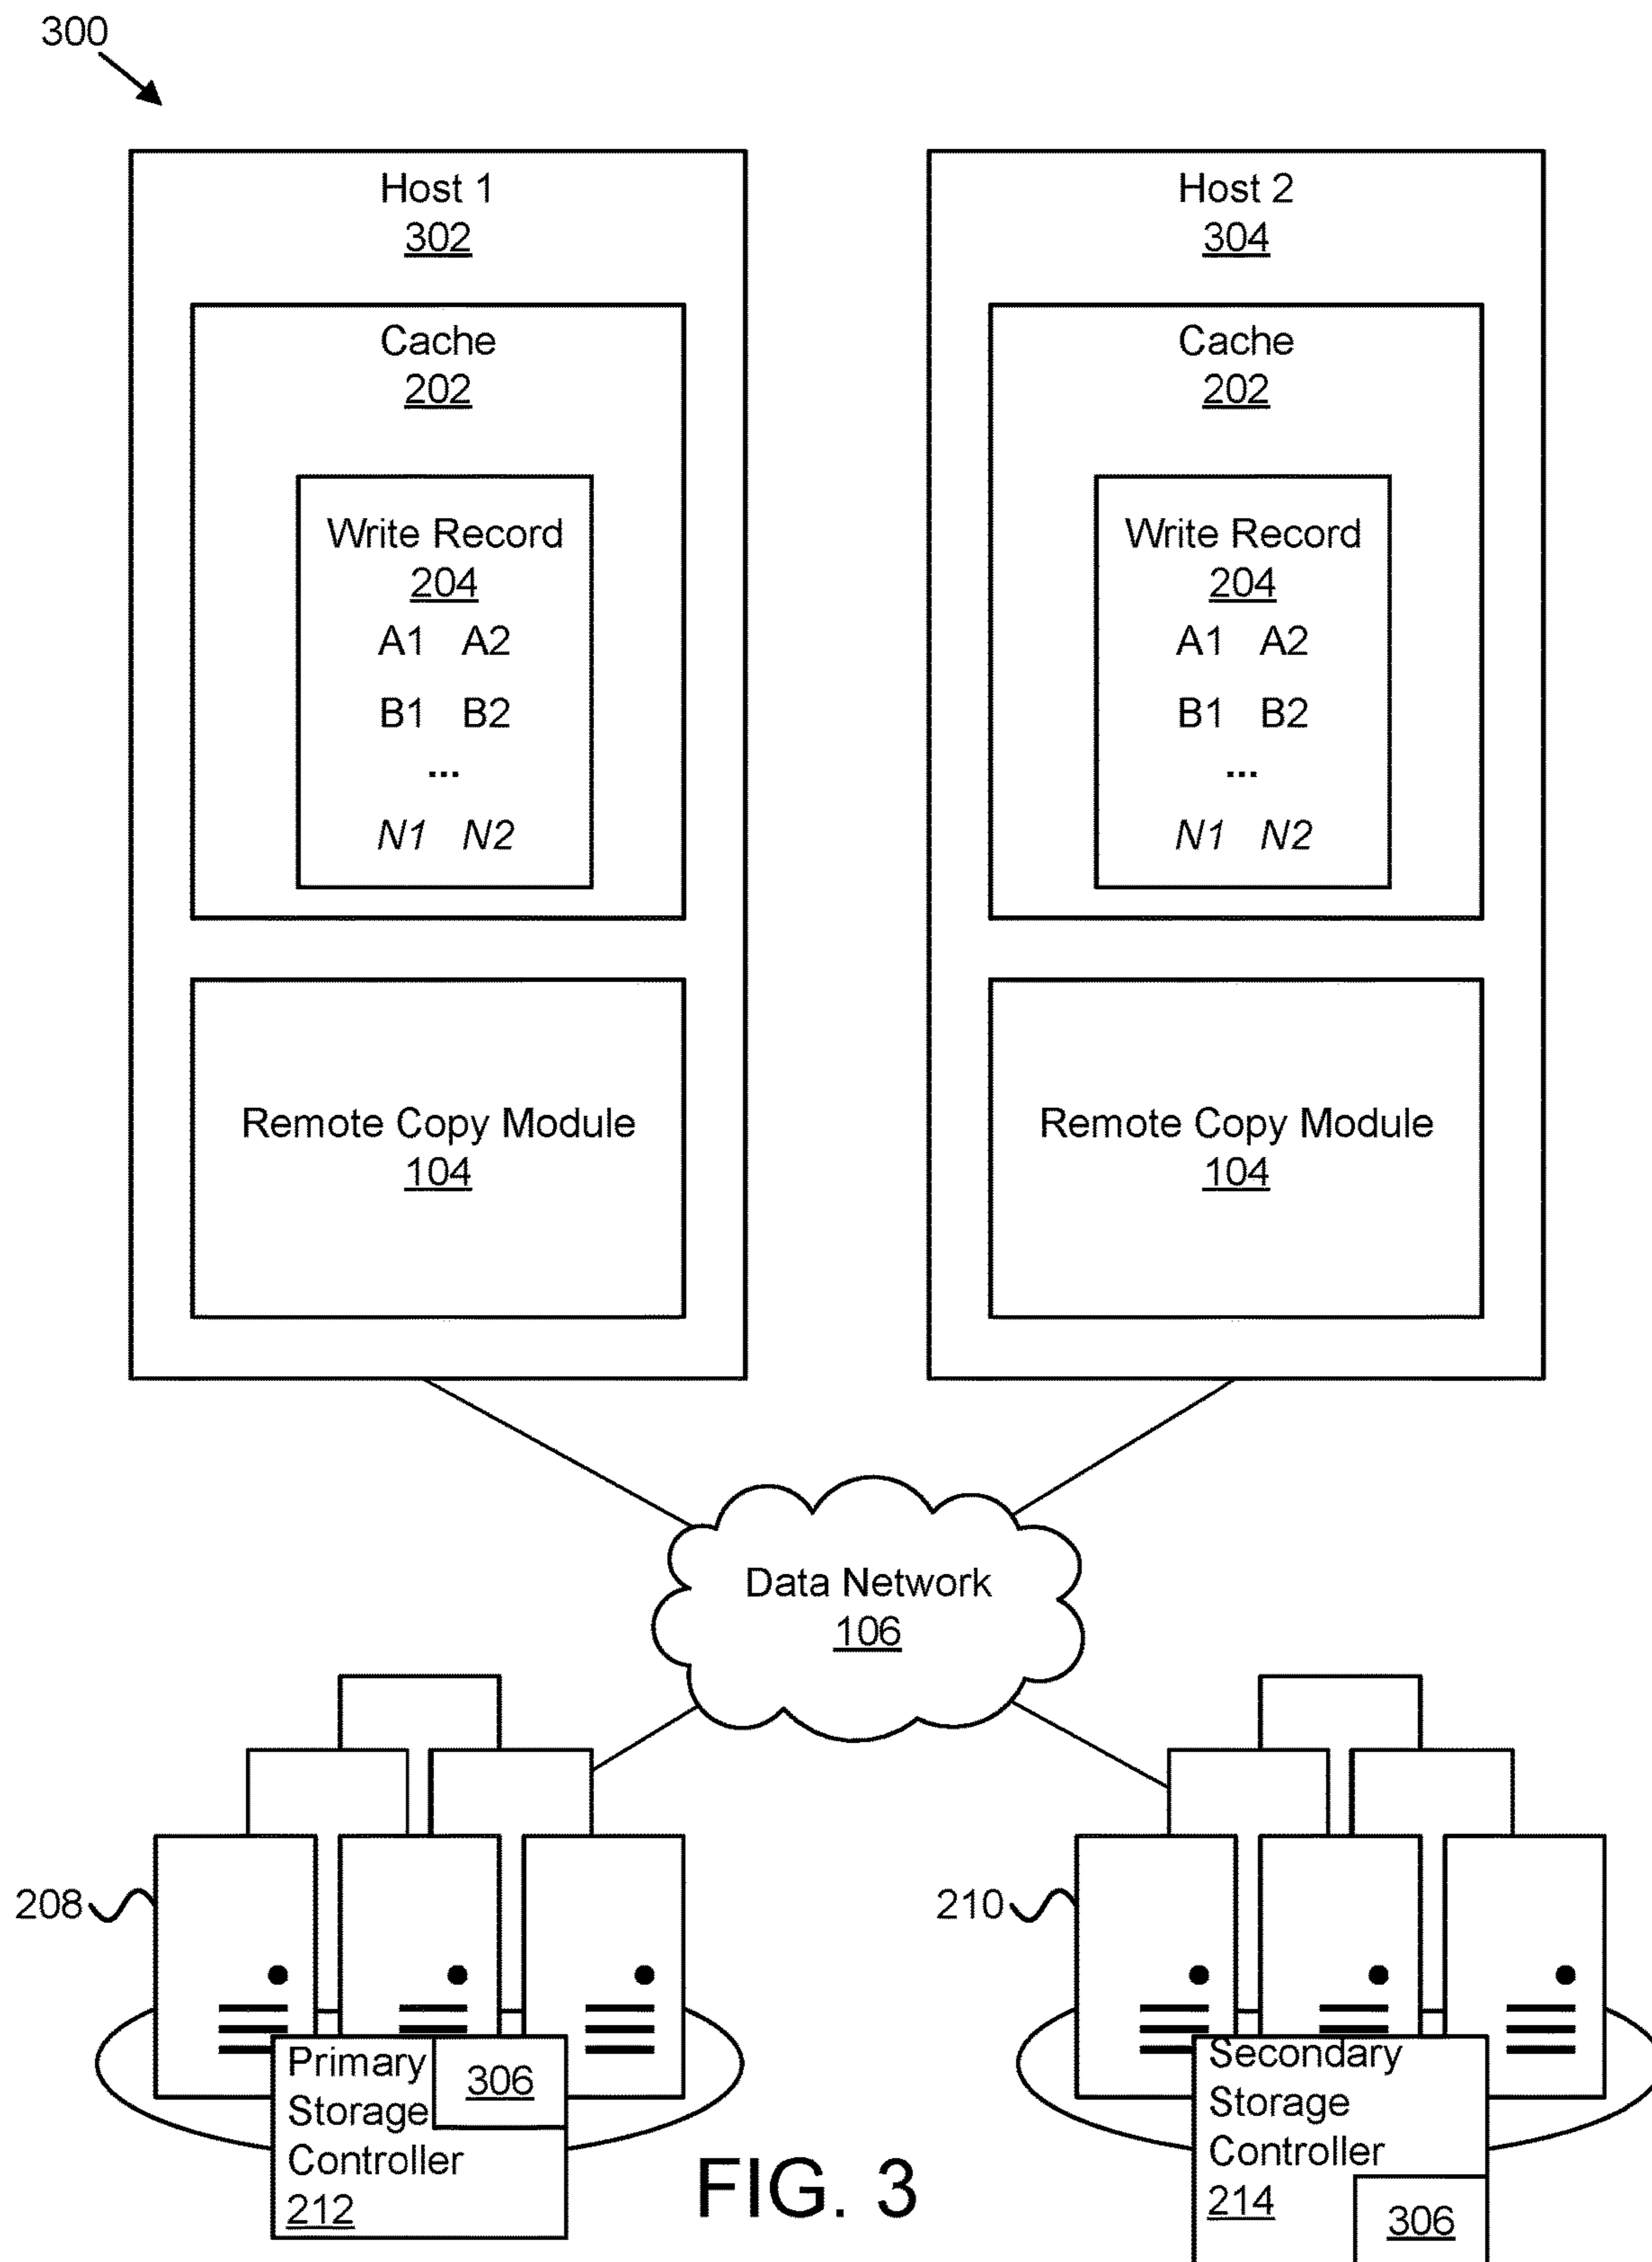 300
Host 1
302
Cache
202
Write Record
204
A1 A2
B1 B2
...
N1 N2
Remote Copy Module
104
Host 2
304
Cache
202
Write Record
204
A1 A2
B1 B2
...
N1 N2
Remote Copy Module
104
Data Network
106
208
Primary
Storage
Controller
212
306
210
Secondary
Storage
Controller
214
306
FIG. 3